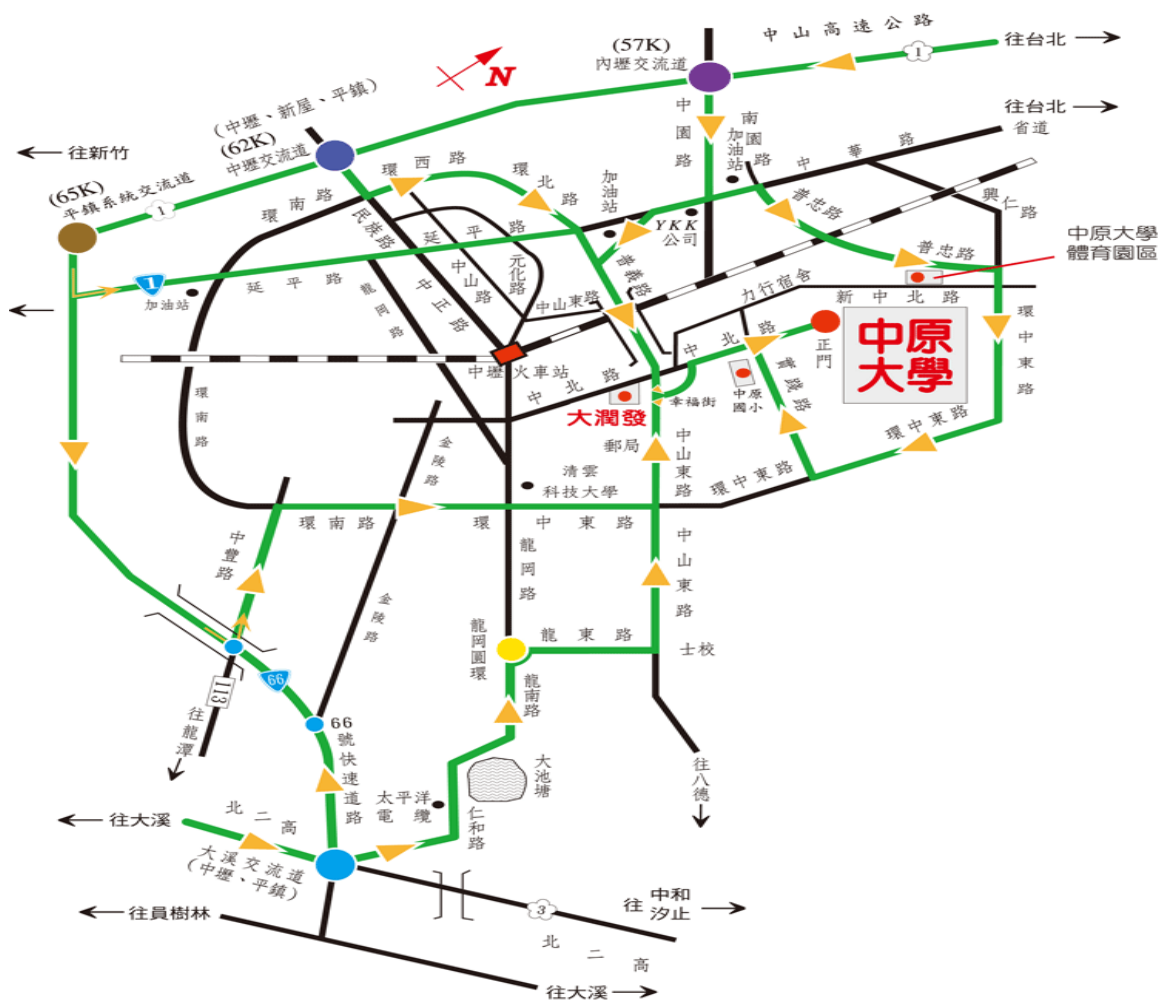 (57K)
內壢交流道
中山高速公路
1
往台北
N
(中壢、新屋、平鎮)
(62K)
中壢交流道
往新竹
(65K)
平鎮系統交流道
1
往台北
省道
中園路
南園路
加油站
中華路
環西路
環北路
加油站
YKK
公司
普忠路
興仁路
普忠路
中原大學
體育園區
環南路
民族路
延平路
元化路
中山路
中正路
延平路
龍岡路
1
加油站
普義路
中山東路
力行宿舍
新中北路
環中東路
中原
大學
正門
中北路
實踐路
中原
國小
中壢火車站
中北路
大潤發
幸福街
郵局
中山東路
環中東路
環中東路
環南路
金陵路
清雲
科技大學
環南路
環中東路
中豐路
金陵路
龍岡路
中山東路
龍岡圓環
龍東路
士校
龍南路
113
往龍潭
66
66號快速道路
大池塘
太平洋
電纜
仁和路
往八德
往大溪
北二高
大溪交流道
(中壢、平鎮)
往員樹林
3
往中和
汐止
北二高
往大溪